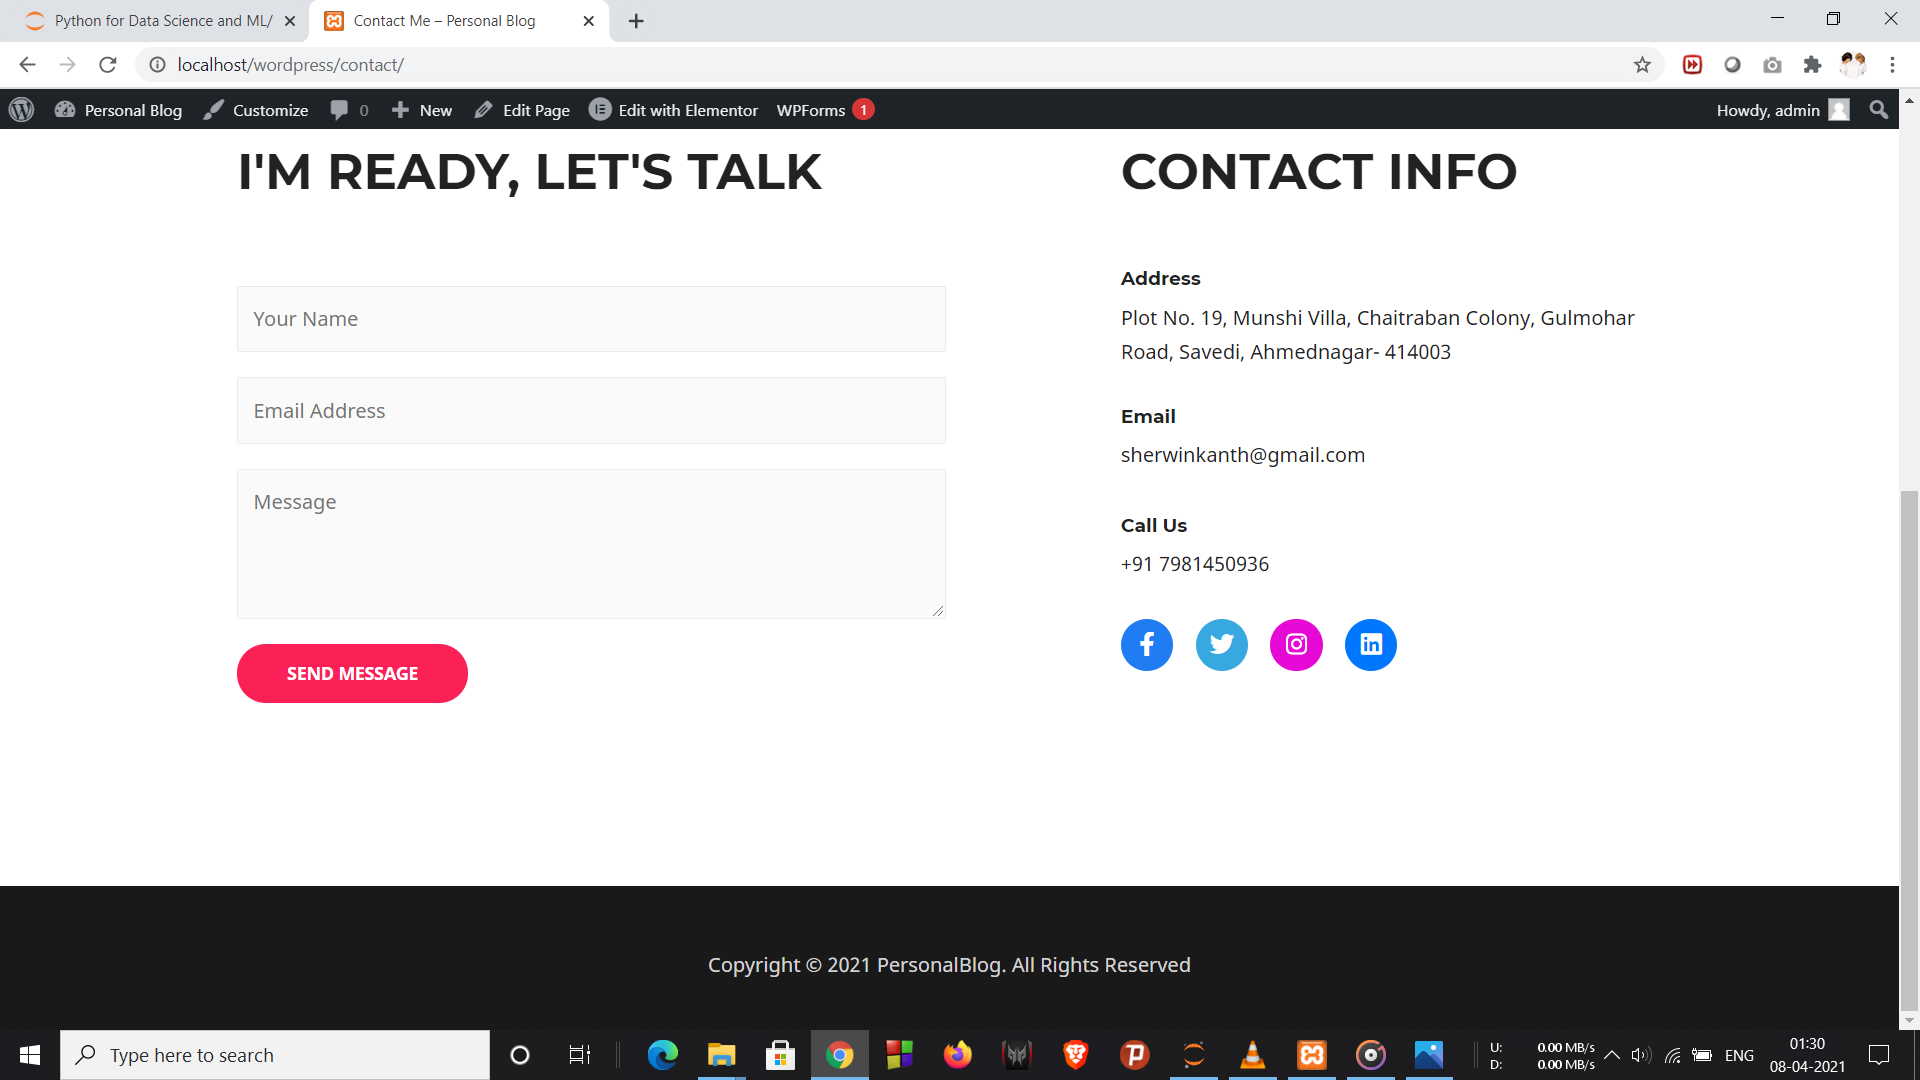 Python for Data Science and ML/
Contact Me – Personal Blog
localhost/wordpress/contact/
Personal Blog
Customize
0
New
Edit Page
Edit with Elementor
WPForms 1
Howdy, admin
I'M READY, LET'S TALK
Your Name
Email Address
Message
SEND MESSAGE
CONTACT INFO
Address
Plot No. 19, Munshi Villa, Chaitraban Colony, Gulmohar
Road, Savedi, Ahmednagar- 414003
Email
sherwinkanth@gmail.com
Call Us
+91 7981450936
Copyright © 2021 PersonalBlog. All Rights Reserved
Type here to search
U: 0.00 MB/s
D: 0.00 MB/s
ENG
01:30
08-04-2021